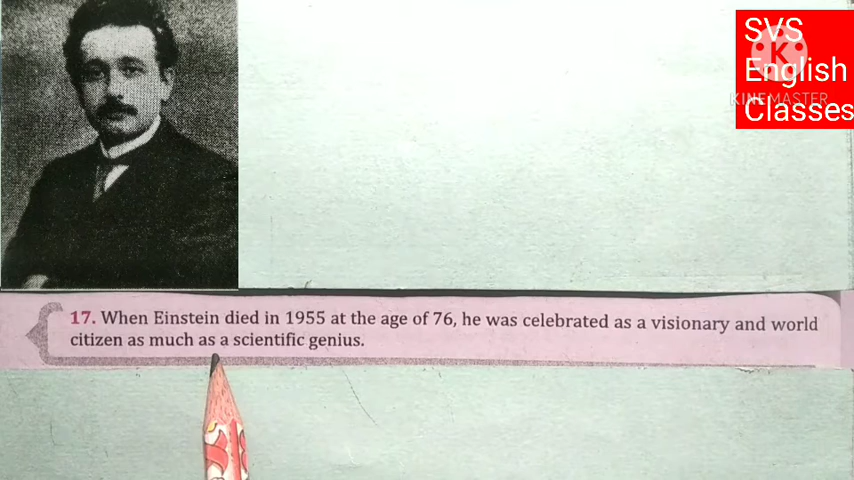 SVS
English
Classes
K
KINEMASTER
17. When Einstein died in 1955 at the age of 76, he was celebrated as a visionary and world
citizen as much as a scientific genius.